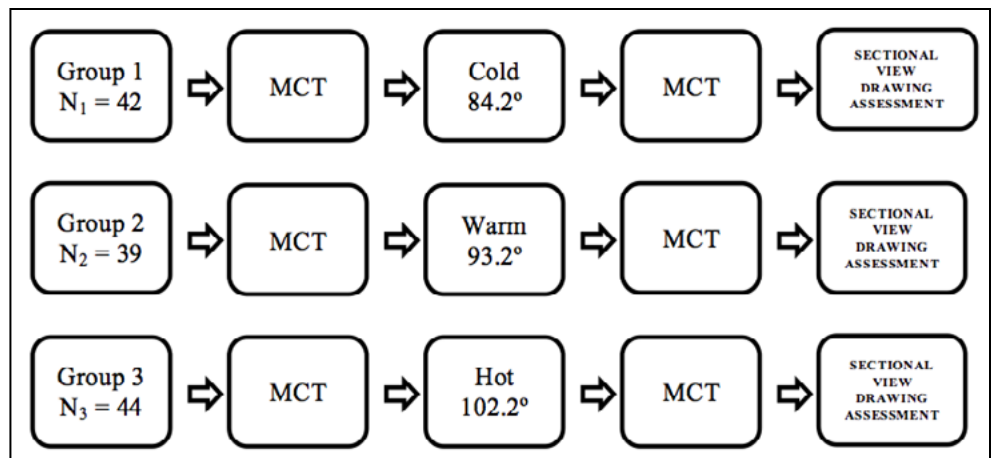 Group 1
N₁ = 42
MCT
Cold
84.2º
MCT
SECTIONAL
VIEW
DRAWING
ASSESSMENT
Group 2
N₂ = 39
MCT
Warm
93.2º
MCT
SECTIONAL
VIEW
DRAWING
ASSESSMENT
Group 3
N₃ = 44
MCT
Hot
102.2º
MCT
SECTIONAL
VIEW
DRAWING
ASSESSMENT